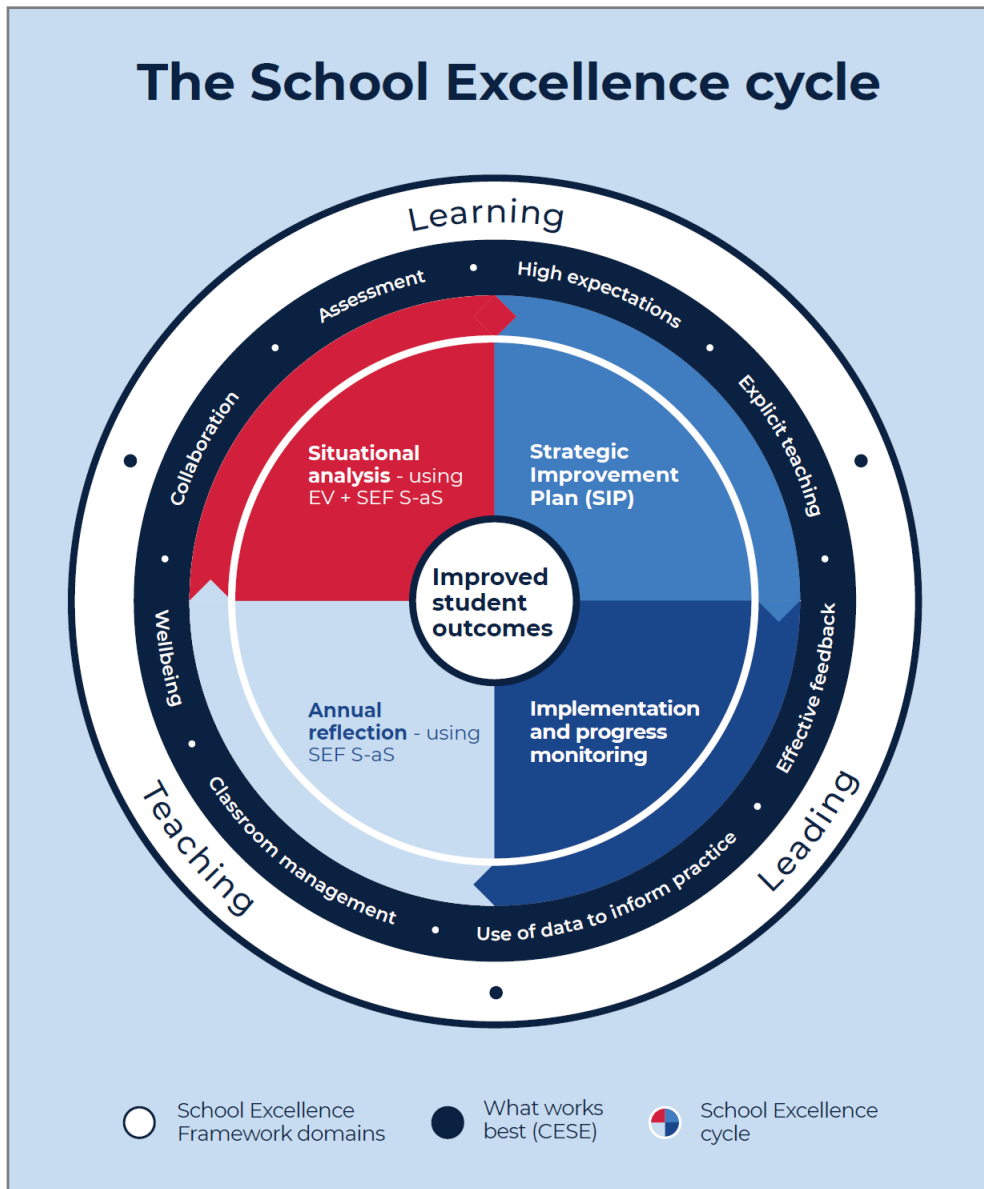 The School Excellence cycle
Learning
Assessment
High expectations
Collaboration
Explicit teaching
Situational
analysis - using
EV + SEF S-aS
Strategic
Improvement
Plan (SIP)
Improved
student
outcomes
Wellbeing
Effective feedback
Annual
reflection - using
SEF S-aS
Implementation
and progress
monitoring
Classroom management
Use of data to inform practice
Teaching
Leading
School Excellence
Framework domains
What works
best (CESE)
School Excellence
cycle